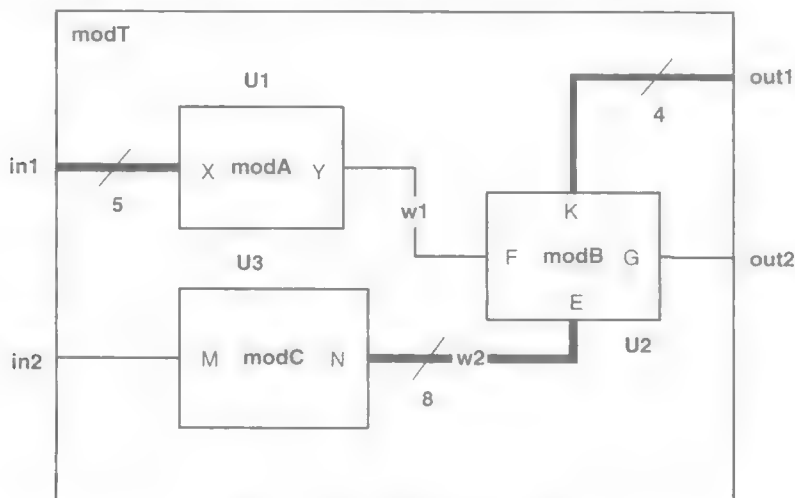 modT
U1
out1
4
in1
X modA Y
5
w1
K
U3
F modB G
out2
E
in2
M modC N
w2
U2
8